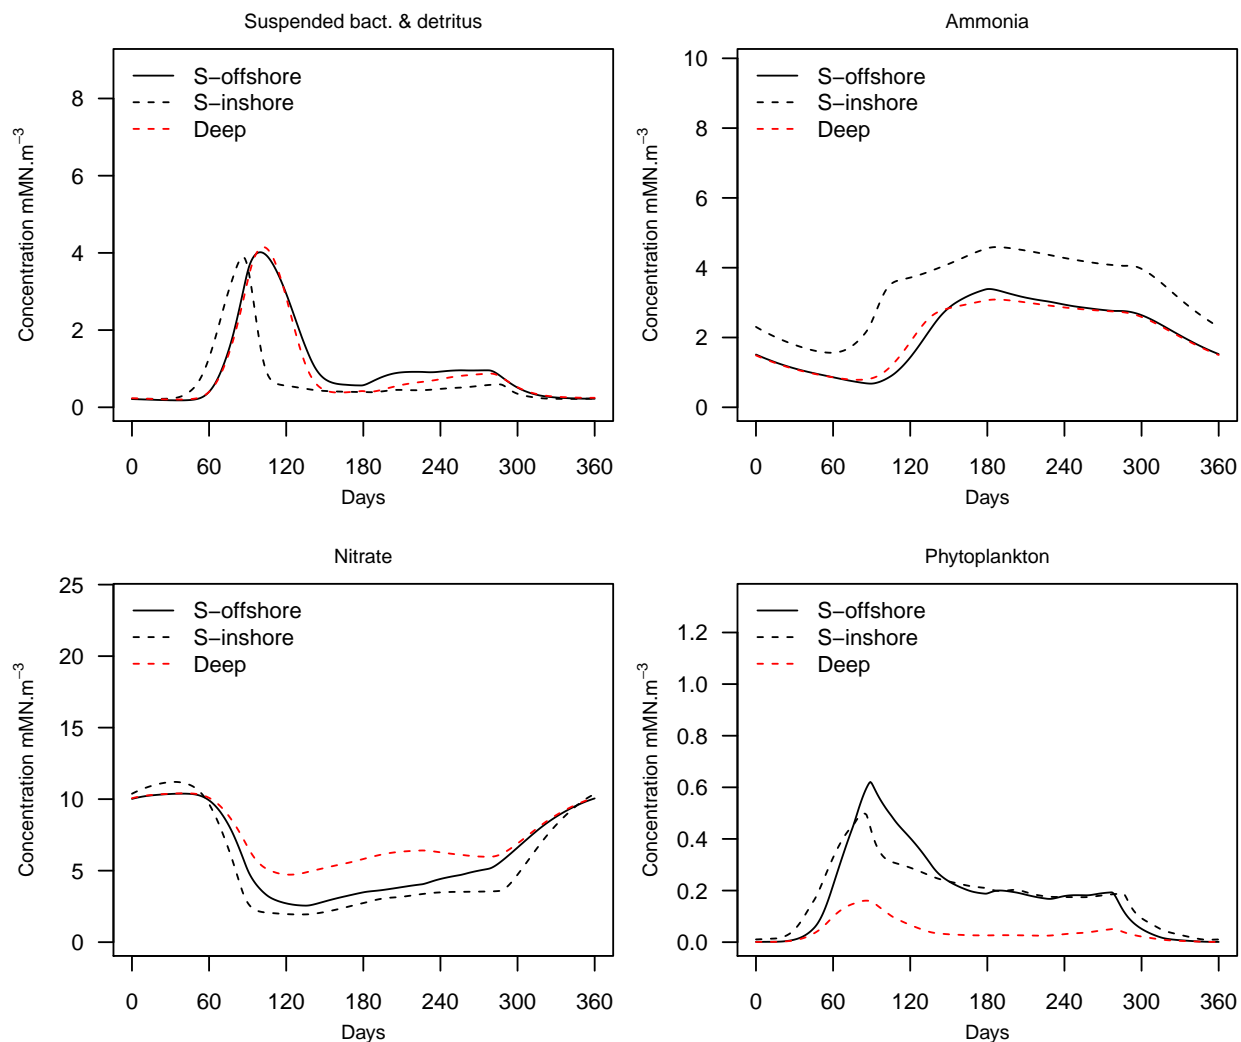 Suspended bact. & detritus
Concentration mMN.m−3
8
6
4
2
0
S−offshore
S−inshore
Deep
0 60 120 180 240 300 360
Days
Ammonia
Concentration mMN.m−3
10
8
6
4
2
0
S−offshore
S−inshore
Deep
0 60 120 180 240 300 360
Days
Nitrate
Concentration mMN.m−3
25
20
15
10
5
0
S−offshore
S−inshore
Deep
0 60 120 180 240 300 360
Days
Phytoplankton
Concentration mMN.m−3
1.2
1.0
0.8
0.6
0.4
0.2
0.0
S−offshore
S−inshore
Deep
0 60 120 180 240 300 360
Days